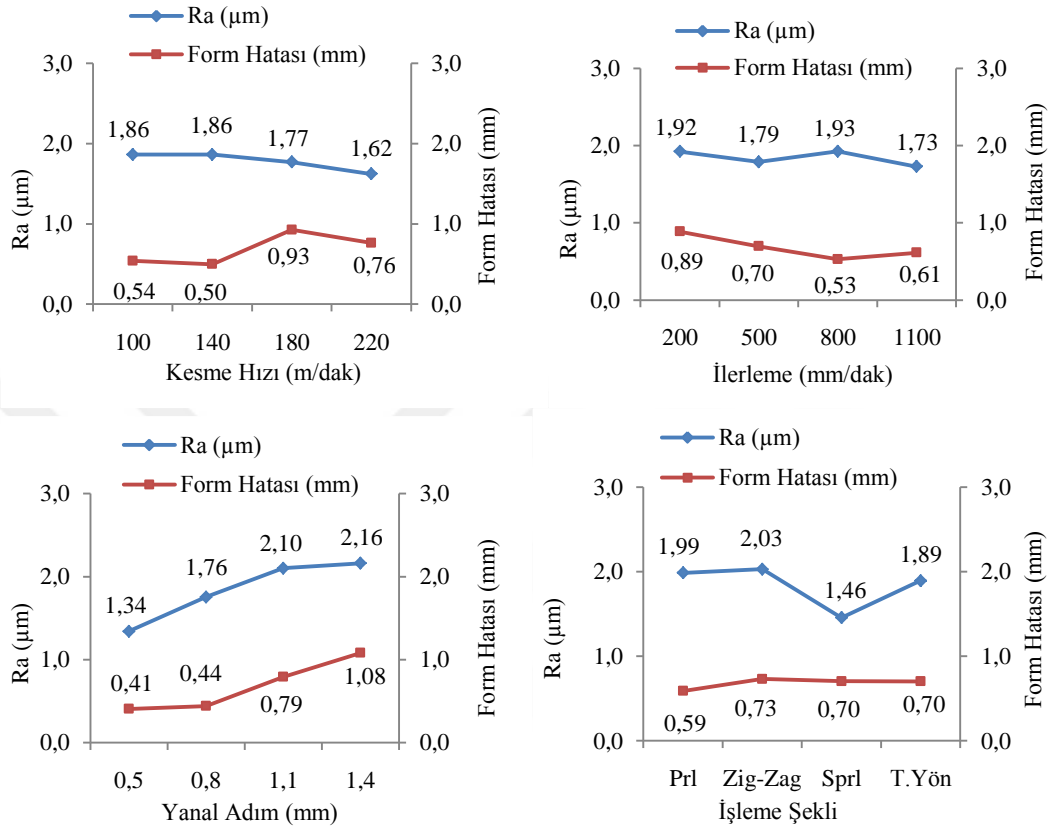 Ra (µm)
Form Hatası (mm)
3,0
2,0
1,0
0,0
Ra (µm)
1,86
1,86
1,77
1,62
0,54
0,50
0,93
0,76
3,0
2,0
1,0
0,0
Form Hatası (mm)
100 140 180 220
Kesme Hızı (m/dak)
Ra (µm)
Form Hatası (mm)
3,0
2,0
1,0
0,0
Ra (µm)
1,92
1,79
1,93
1,73
0,89
0,70
0,53
0,61
3,0
2,0
1,0
0,0
Form Hatası (mm)
200 500 800 1100
İlerleme (mm/dak)
Ra (µm)
Form Hatası (mm)
3,0
2,0
1,0
0,0
Ra (µm)
1,34
1,76
2,10
2,16
0,41
0,44
0,79
1,08
3,0
2,0
1,0
0,0
Form Hatası (mm)
0,5 0,8 1,1 1,4
Yanal Adım (mm)
Ra (µm)
Form Hatası (mm)
3,0
2,0
1,0
0,0
Ra (µm)
1,99
2,03
1,46
1,89
0,59
0,73
0,70
0,70
3,0
2,0
1,0
0,0
Form Hatası (mm)
Prl Zig-Zag Sprl T.Yön
İşleme Şekli